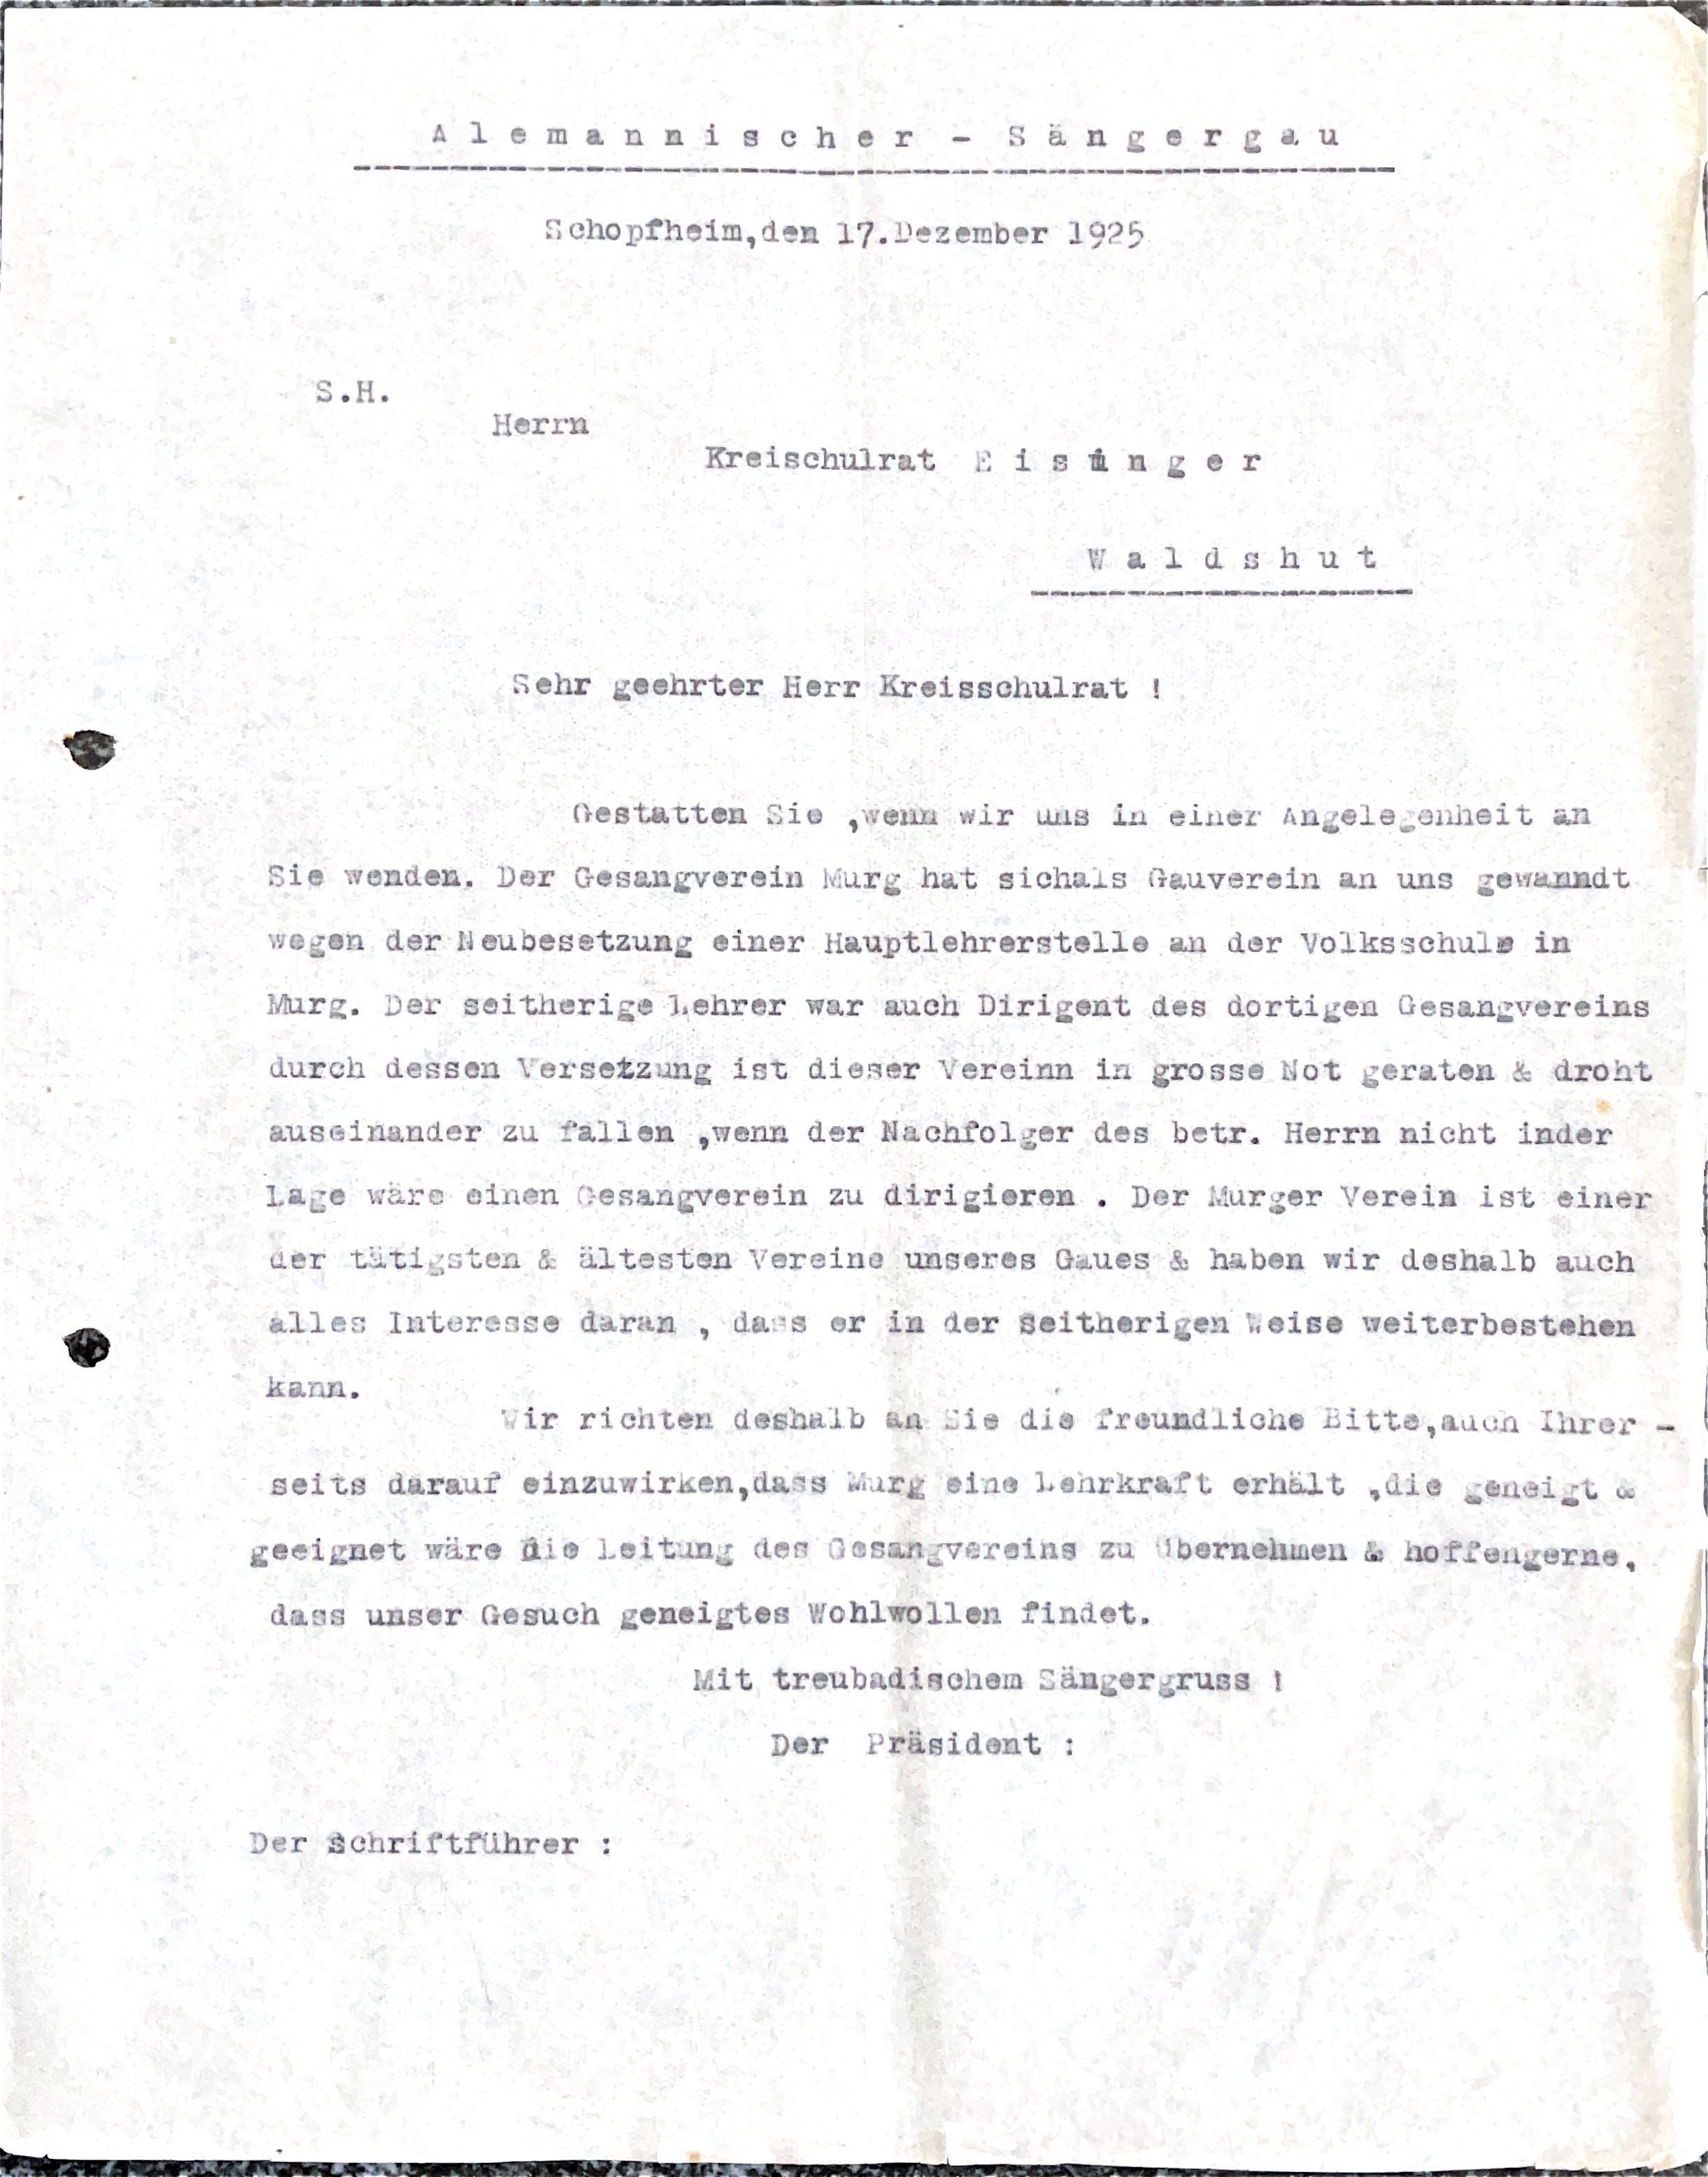 Alemannischer - Sängergau
Schopfheim,den 17.Dezember 1925
S.H.
Herrn
Kreischulrat Eisinger
Waldshut
Sehr geehrter Herr Kreisschulrat !
Gestatten Sie ,wenn wir uns in einer Angelegenheit an
Sie wenden. Der Gesangverein Murg hat sichals Gauverein an uns gewanndt
wegen der Neubesetzung einer Hauptlehrerstelle an der Volksschule in
Murg. Der seitherige Lehrer war auch Dirigent des dortigen Gesangvereins
durch dessen Versetzung ist dieser Vereinn in grosse Not geraten & droht
auseinander zu fallen ,wenn der Nachfolger des betr. Herrn nicht inder
Lage wäre einen Gesangverein zu dirigieren . Der Murger Verein ist einer
der tätigsten & ältesten Vereine unseres Gaues & haben wir deshalb auch
alles Interesse daran , dass er in der seitherigen Weise weiterbestehen
kann.
Wir richten deshalb an Sie die freundliche Bitte,auch Ihrer -
seits darauf einzuwirken,dass Murg eine Lehrkraft erhält ,die geneigt &
geeignet wäre die Leitung des Gesangvereins zu übernehmen & hoffengerne,
dass unser Gesuch geneigtes Wohlwollen findet.
Mit treubadischem Sängergruss !
Der Präsident :
Der Schriftführer :